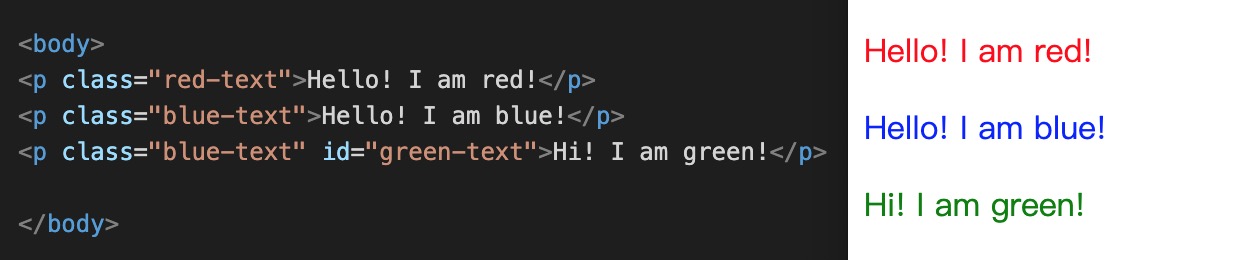 <body>
<p class="red-text">Hello! I am red!</p>
<p class="blue-text">Hello! I am blue!</p>
<p class="blue-text" id="green-text">Hi! I am green!</p>
</body>
Hello! I am red!
Hello! I am blue!
Hi! I am green!